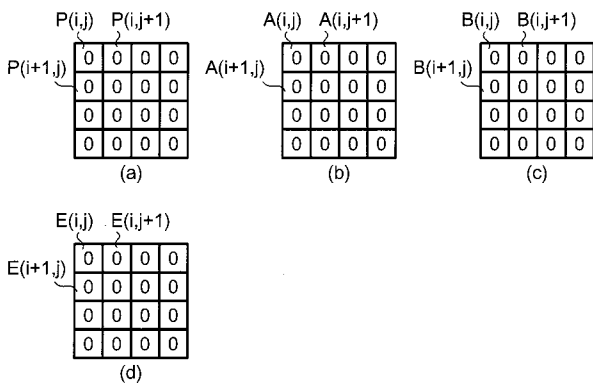 P(i,j) P(i,j+1)
P(i+1,j)
0 0 0 0
0 0 0 0
0 0 0 0
0 0 0 0
(a)
A(i,j) A(i,j+1)
A(i+1,j)
0 0 0 0
0 0 0 0
0 0 0 0
0 0 0 0
(b)
B(i,j) B(i,j+1)
B(i+1,j)
0 0 0 0
0 0 0 0
0 0 0 0
0 0 0 0
(c)
E(i,j) E(i,j+1)
E(i+1,j)
0 0 0 0
0 0 0 0
0 0 0 0
0 0 0 0
(d)